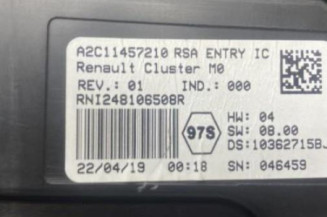 A2C11457210 RSA ENTRY IC
Renault Cluster M0
REV.: 01 IND.: 000
RNI248106508R
97S
HW: 04
SW: 08.00
DS:10362715BJ
22/04/19 00:18 SN: 046459